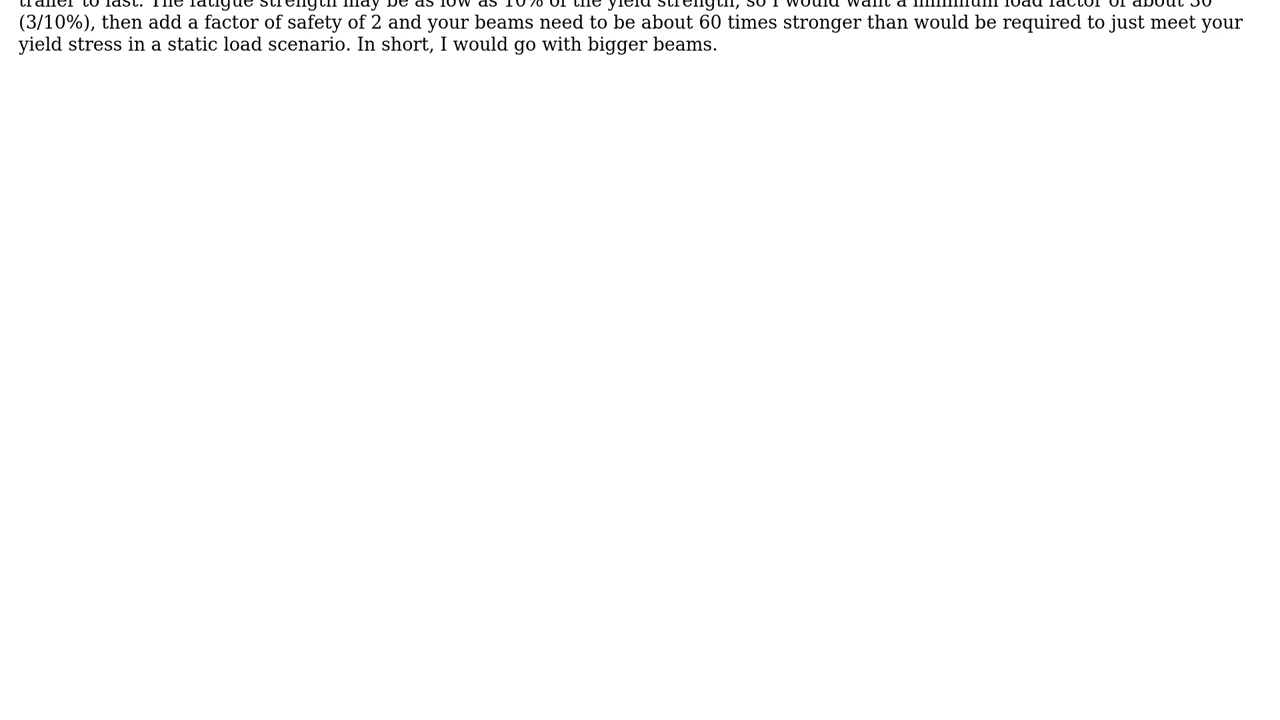 trailer to last. The fatigue strength may be as low as 10% of the yield strength, so I would want a minimum load factor of about 30
(3/10%), then add a factor of safety of 2 and your beams need to be about 60 times stronger than would be required to just meet your
yield stress in a static load scenario. In short, I would go with bigger beams.